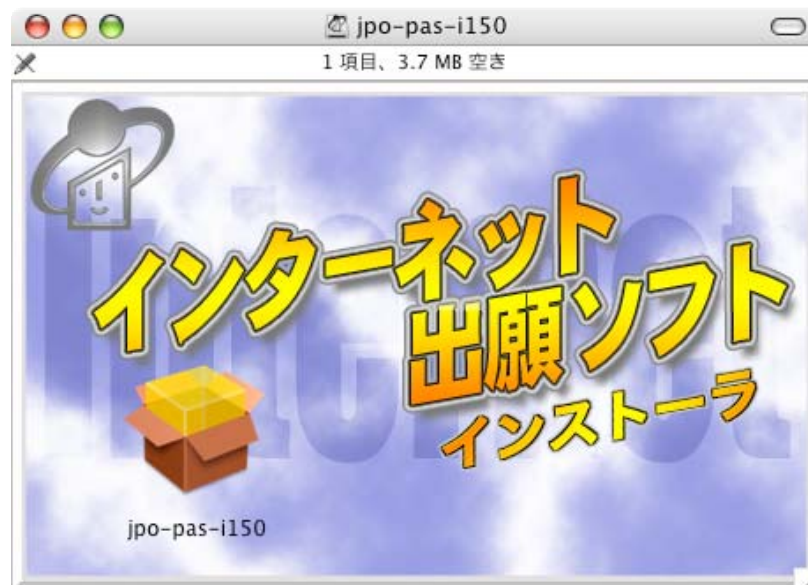 jpo-pas-i150
1 項目、3.7 MB 空き
Internet
インターネット
出願ソフト
インストーラ
jpo-pas-i150